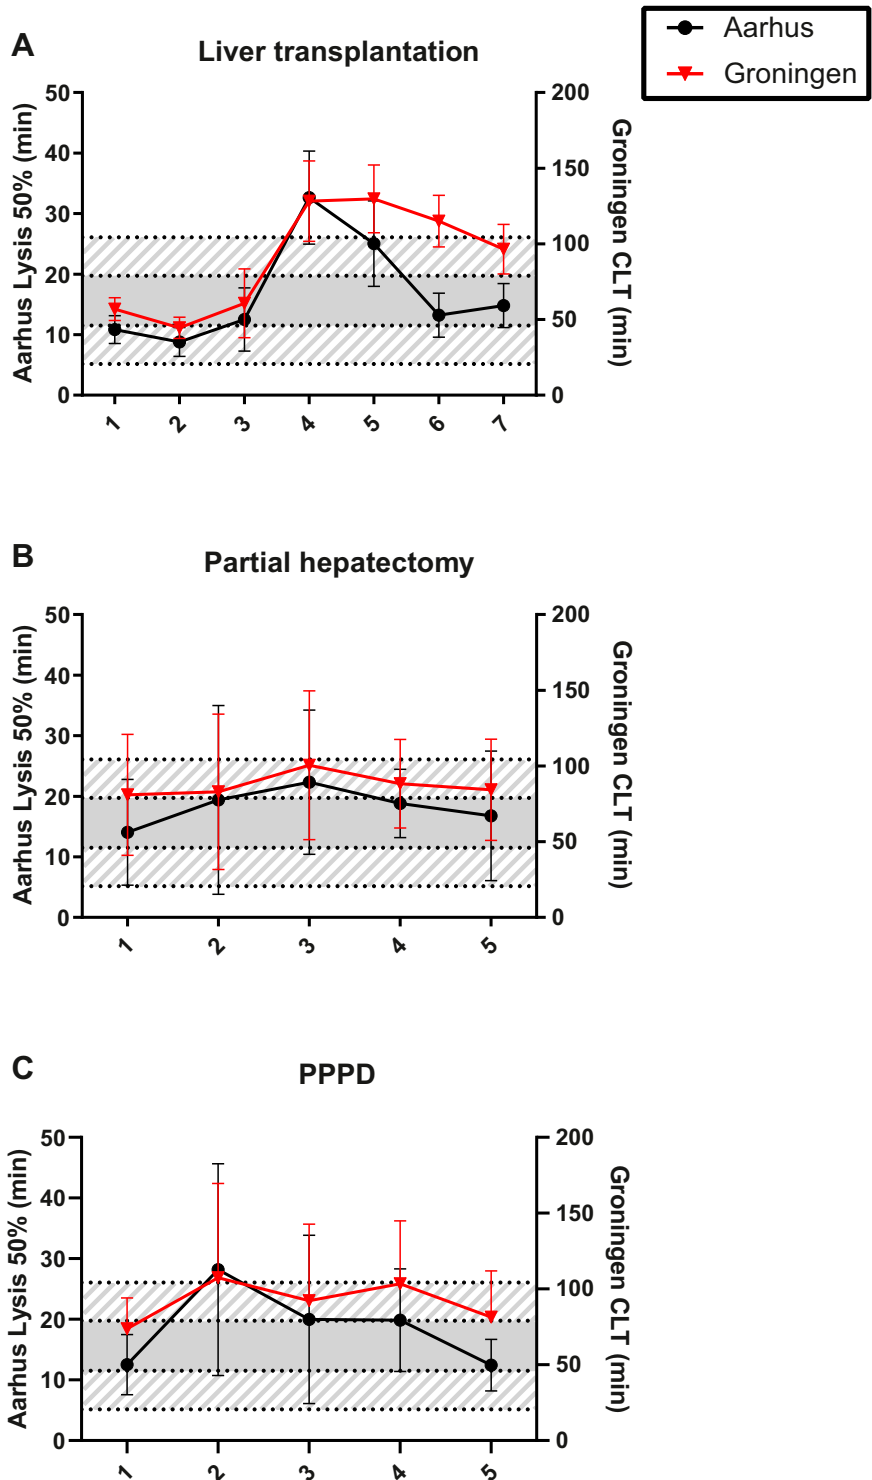 Aarhus
Groningen
A
Liver transplantation
Aarhus Lysis 50% (min)
50
40
30
20
10
0
200
150
100
50
0
Groningen CLT (min)
1 2 3 4 5 6 7
B
Partial hepatectomy
Aarhus Lysis 50% (min)
50
40
30
20
10
0
200
150
100
50
0
Groningen CLT (min)
1 2 3 4 5
C
PPPD
Aarhus Lysis 50% (min)
50
40
30
20
10
0
200
150
100
50
0
Groningen CLT (min)
1 2 3 4 5